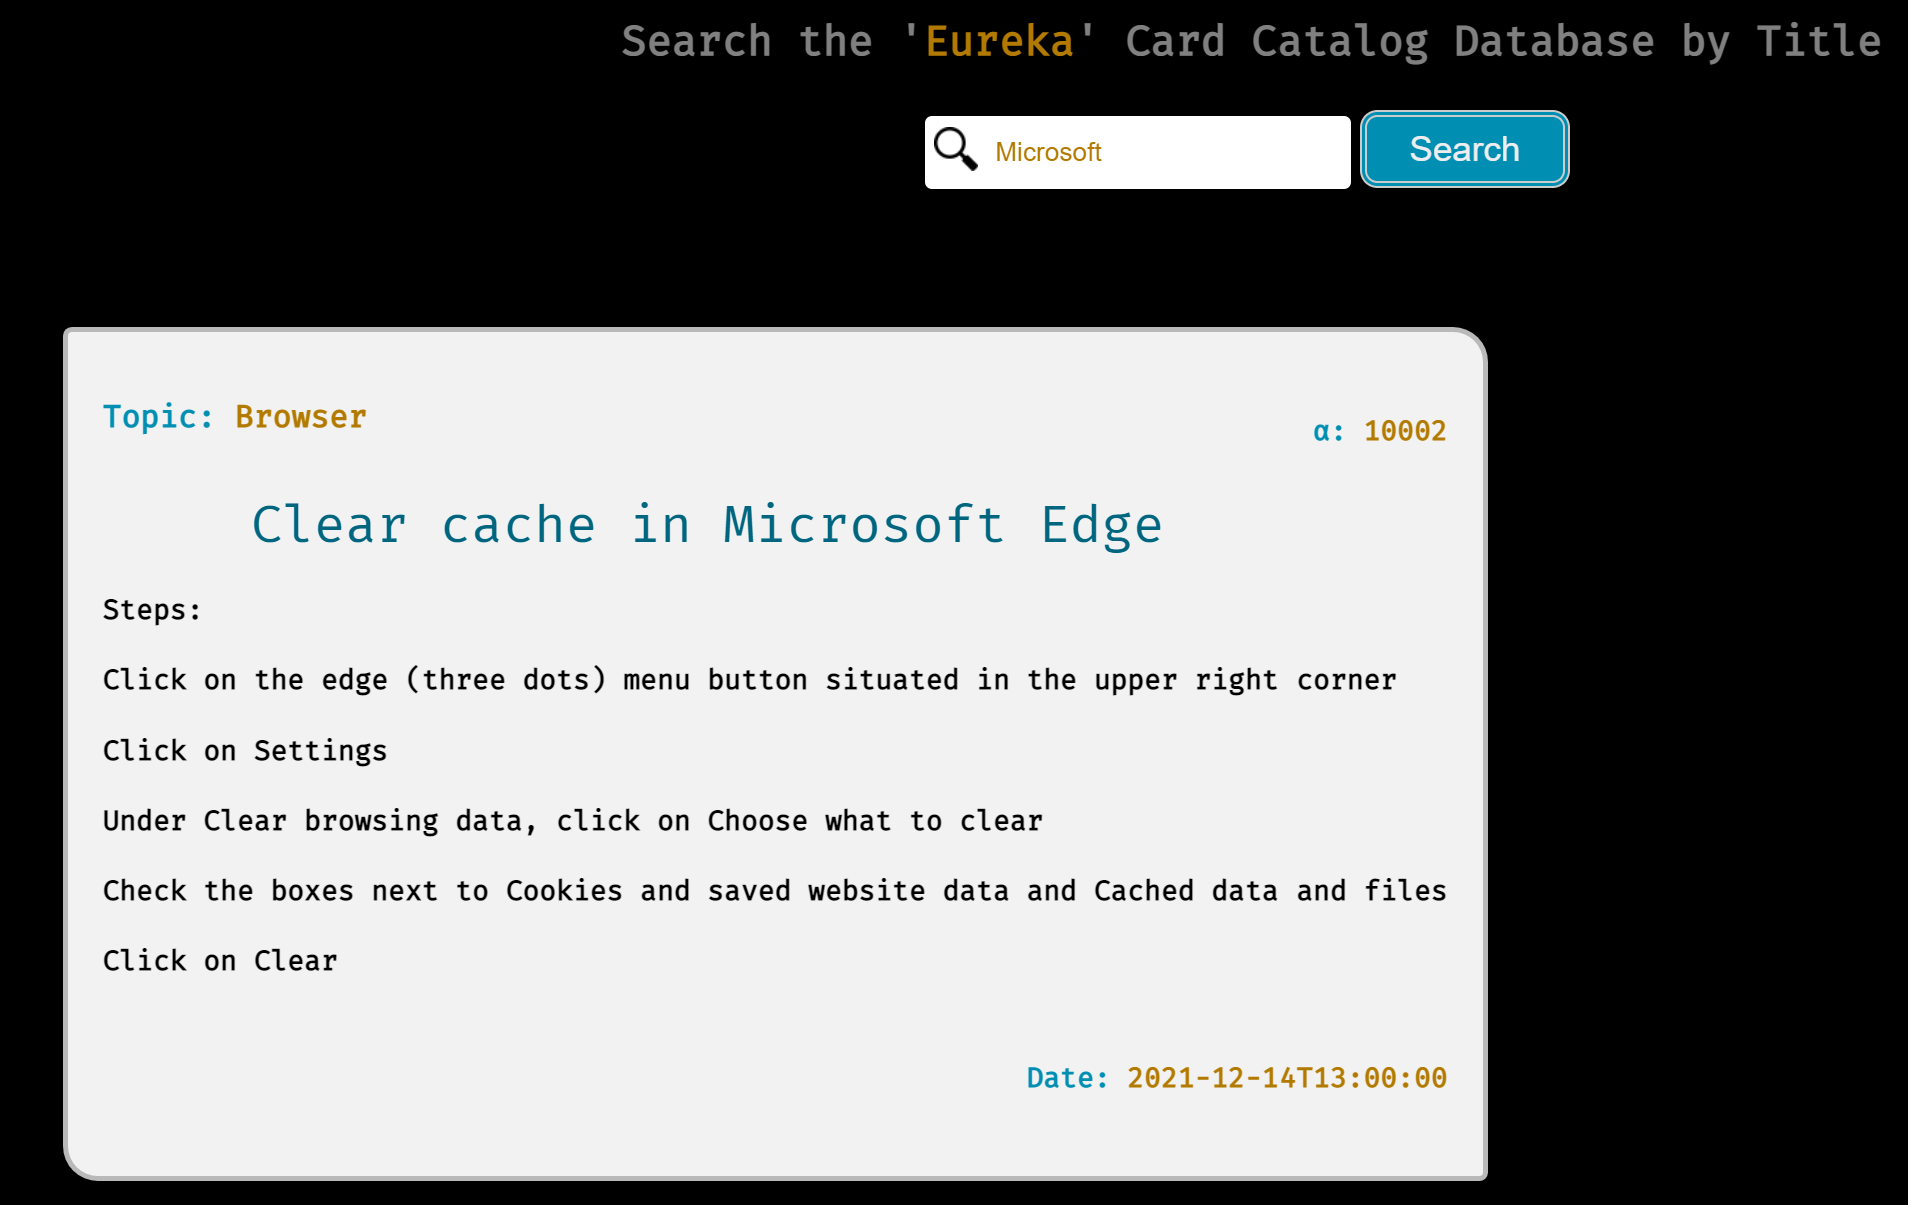 Search the 'Eureka' Card Catalog Database by Title
Microsoft
Search
Topic: Browser
α: 10002
Clear cache in Microsoft Edge
Steps:
Click on the edge (three dots) menu button situated in the upper right corner
Click on Settings
Under Clear browsing data, click on Choose what to clear
Check the boxes next to Cookies and saved website data and Cached data and files
Click on Clear
Date: 2021-12-14T13:00:00